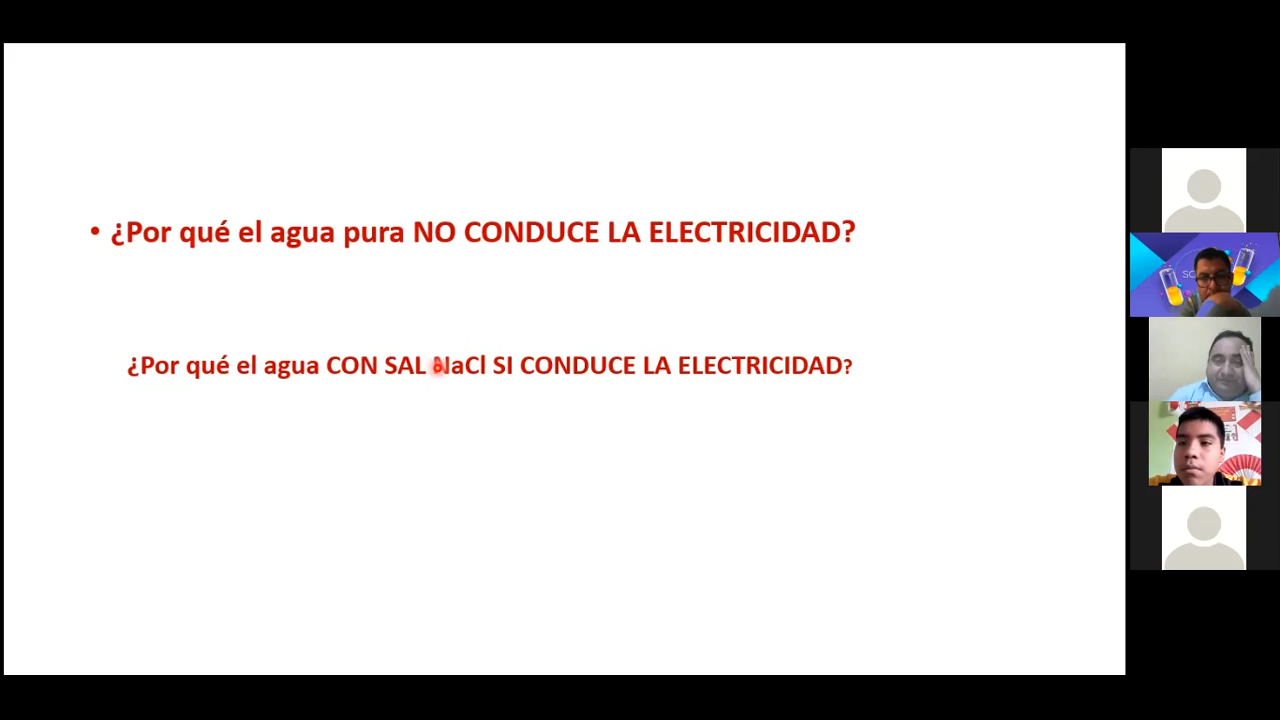 • ¿Por qué el agua pura NO CONDUCE LA ELECTRICIDAD?
¿Por qué el agua CON SAL NaCl SI CONDUCE LA ELECTRICIDAD?